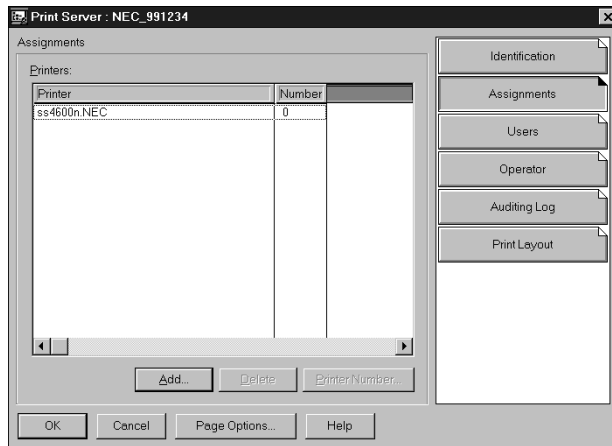 Print Server : NEC_991234
Assignments
Printers:
Printer Number
ss4600n.NEC 0
Add... Delete Printer Number...
OK Cancel Page Options... Help
Identification
Assignments
Users
Operator
Auditing Log
Print Layout